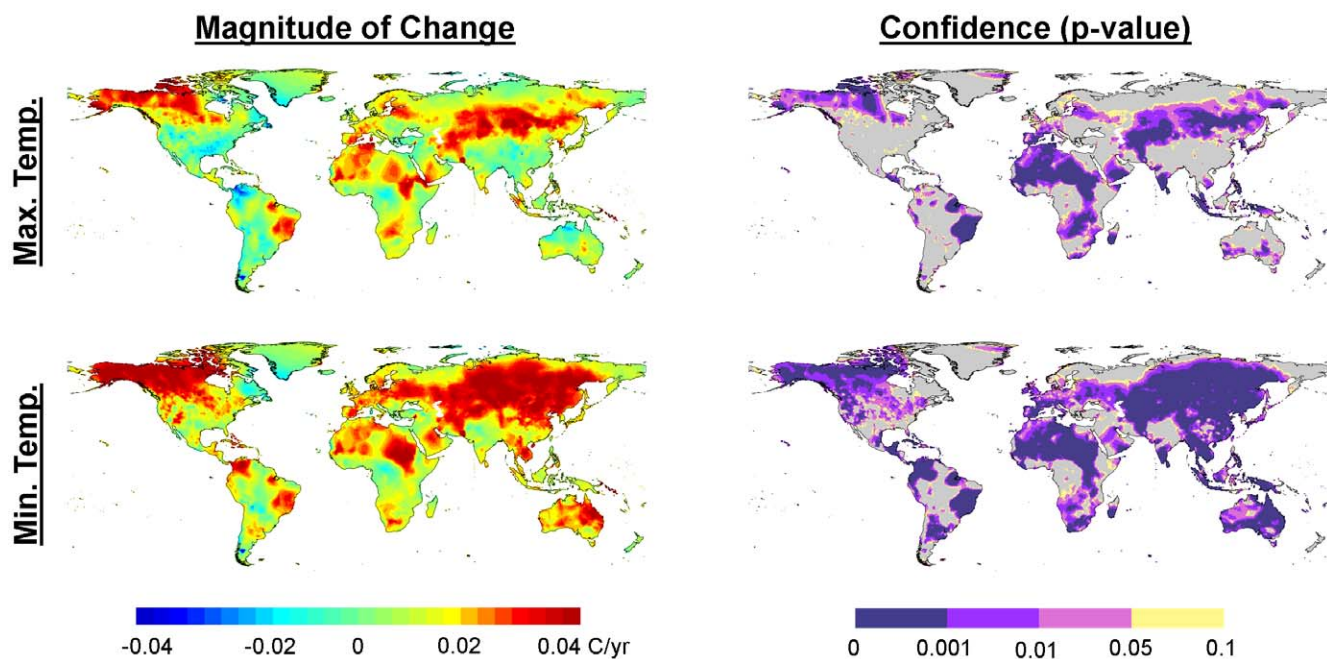 Magnitude of Change
Confidence (p-value)
Max. Temp.
Min. Temp.
-0.04 -0.02 0 0.02 0.04 C/yr
0 0.001 0.01 0.05 0.1